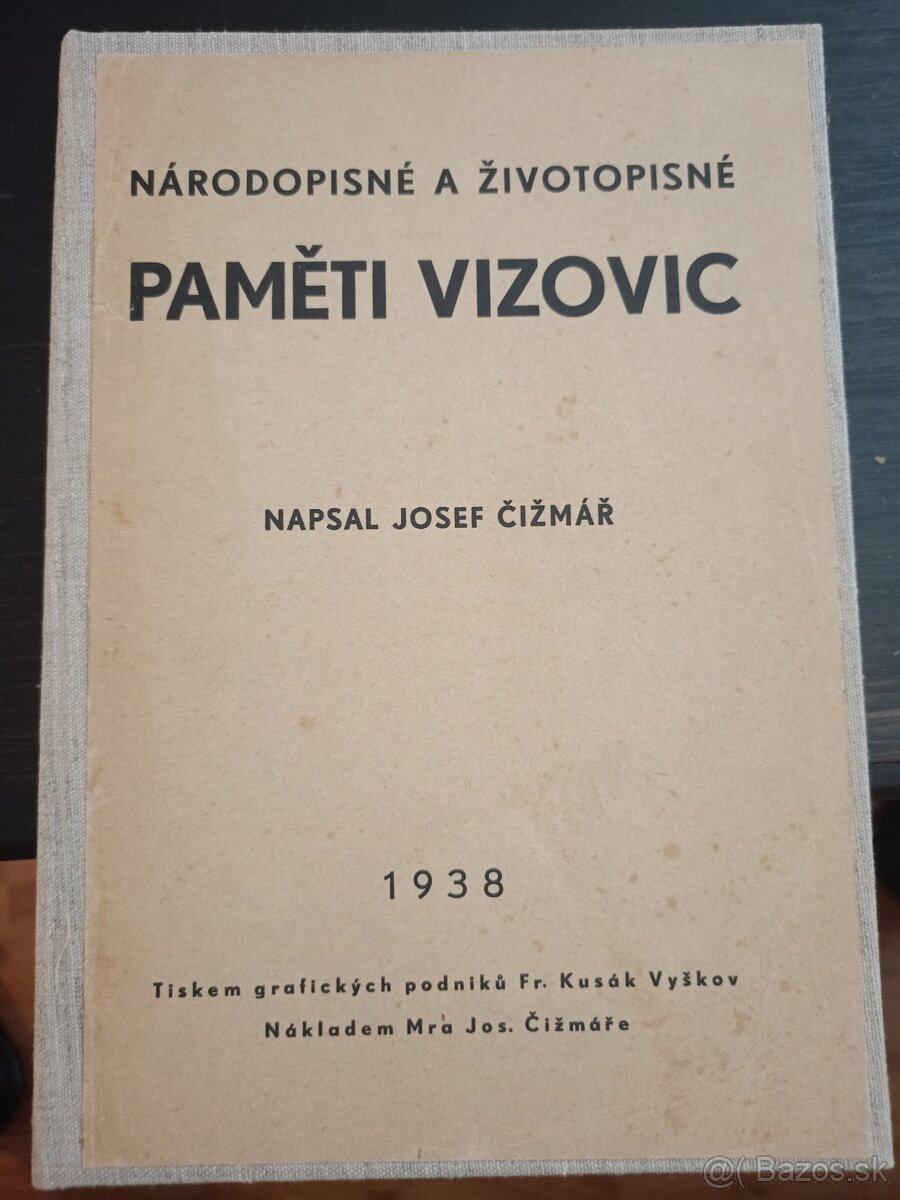 NÁRODOPISNÉ A ŽIVOTOPISNÉ
PAMĚTI VIZOVIC
NAPSAL JOSEF ČIŽMÁŘ
1938
Tiskem grafických podniků Fr. Kusák Vyškov
Nákladem Mra Jos. Čižmáře
@( Bazos.sk